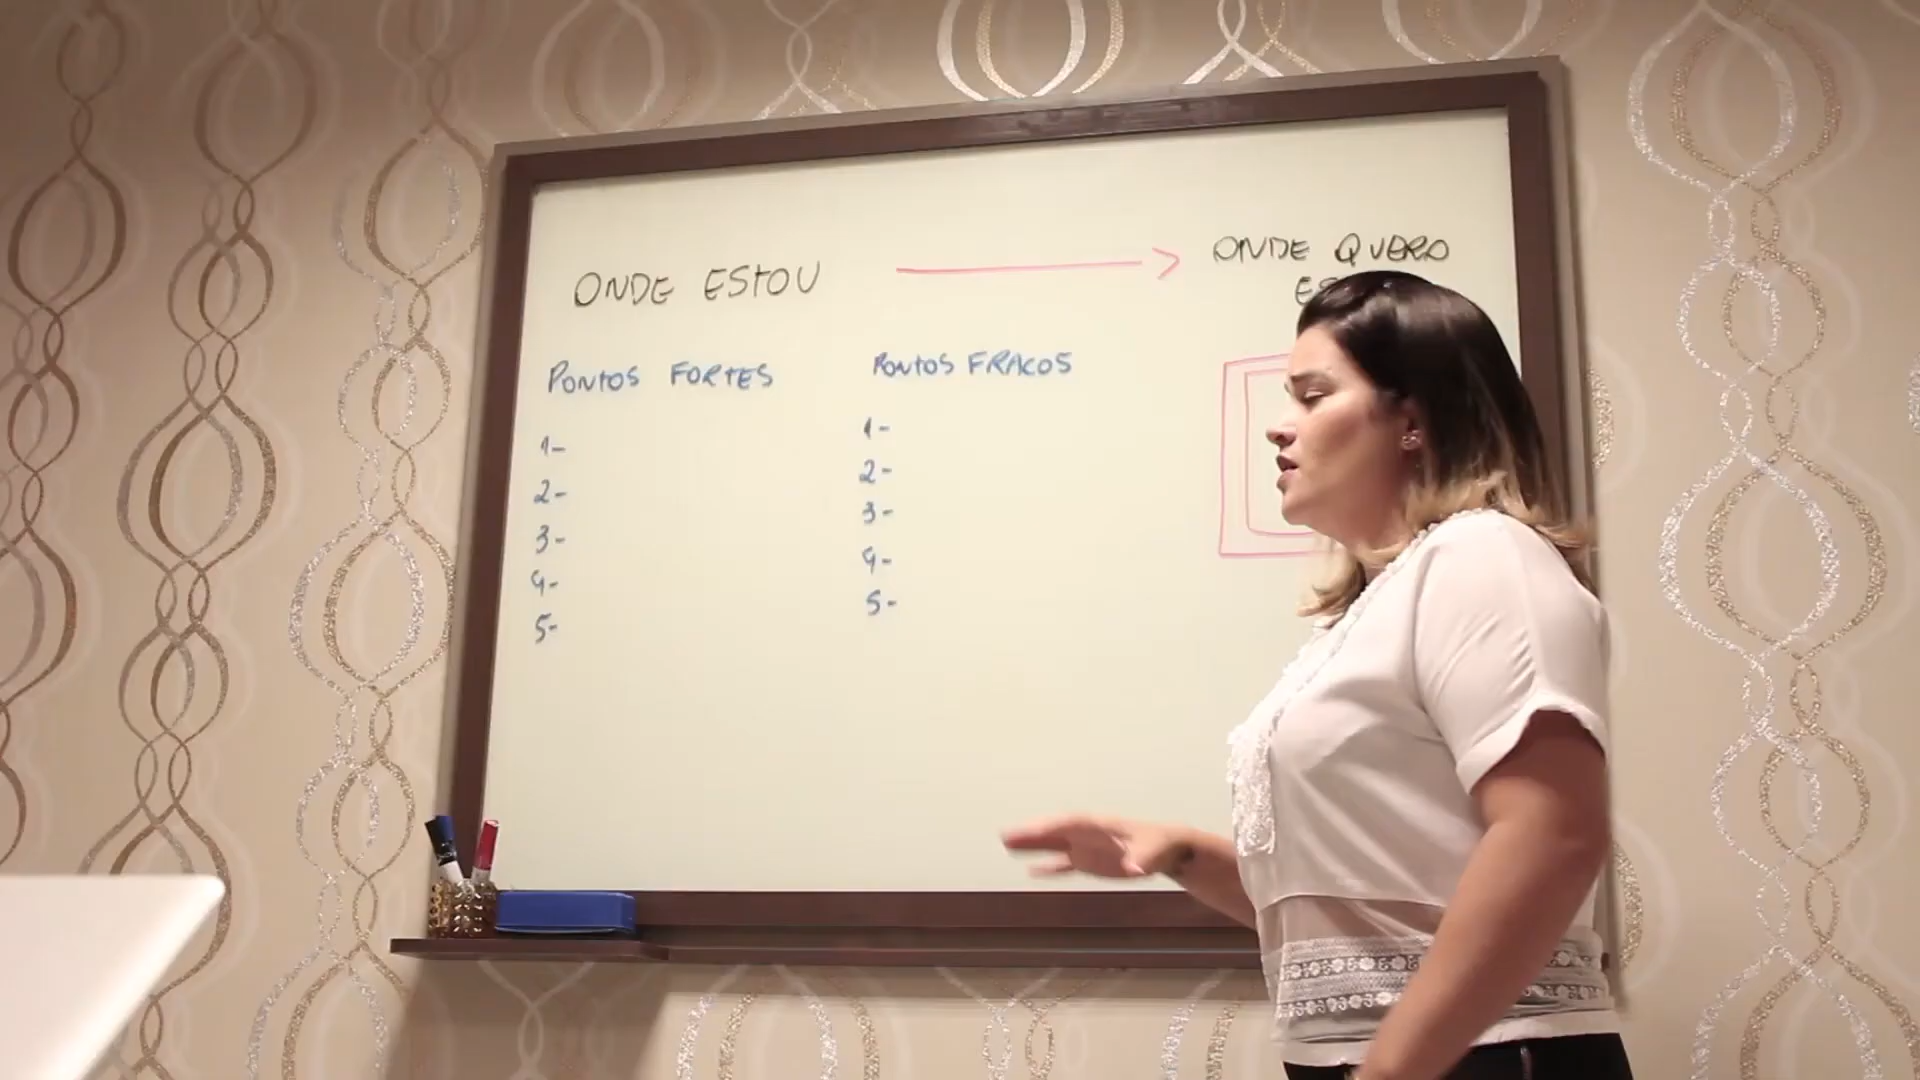 ONDE ESTOU
ONDE QUERO
PONTOS FORTES
1-
2-
3-
4-
5-
PONTOS FRACOS
1-
2-
3-
4-
5-